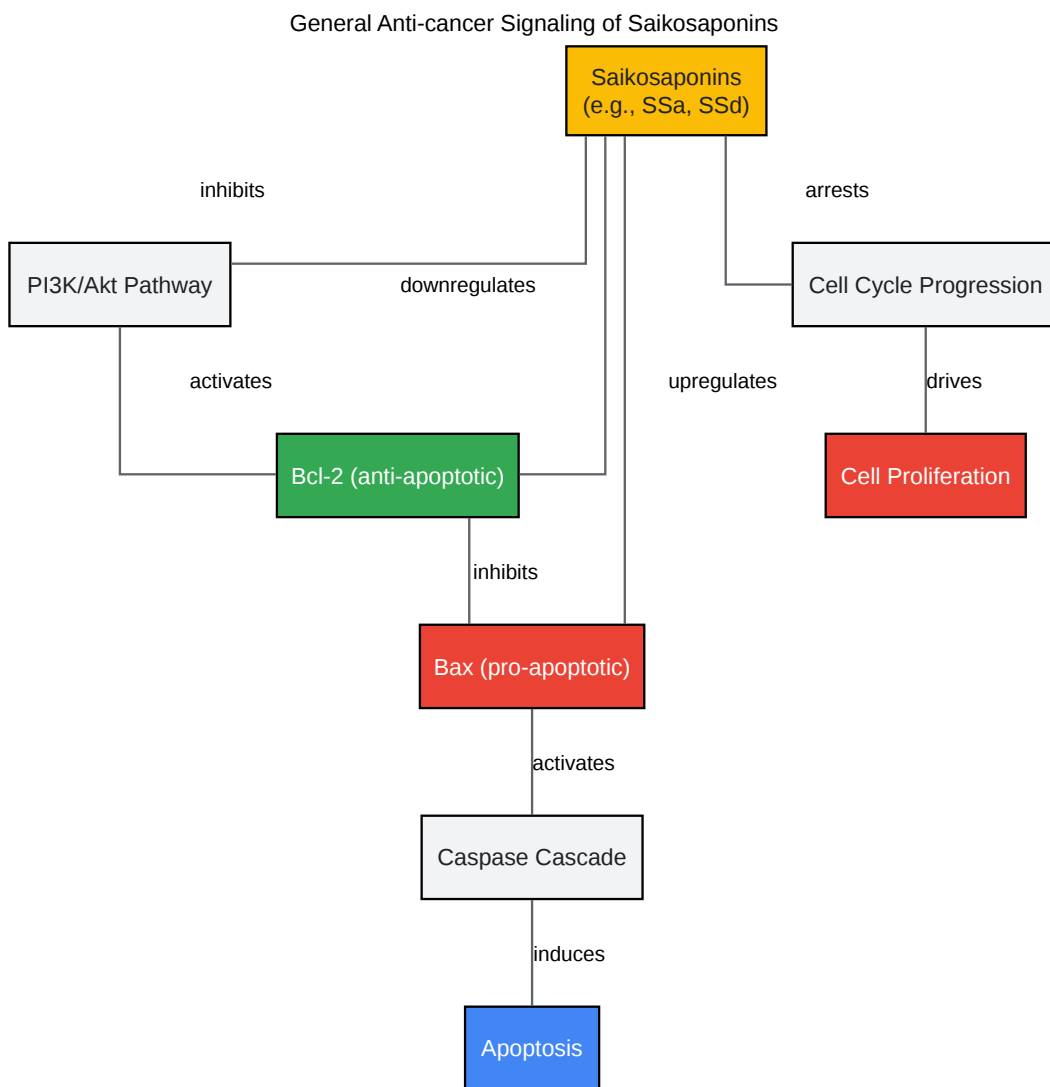 General Anti-cancer Signaling of Saikosaponins
Saikosaponins
(e.g., SSa, SSd)
inhibits
arrests
PI3K/Akt Pathway
downregulates
Cell Cycle Progression
activates
upregulates
drives
Bcl-2 (anti-apoptotic)
Cell Proliferation
inhibits
Bax (pro-apoptotic)
activates
Caspase Cascade
induces
Apoptosis